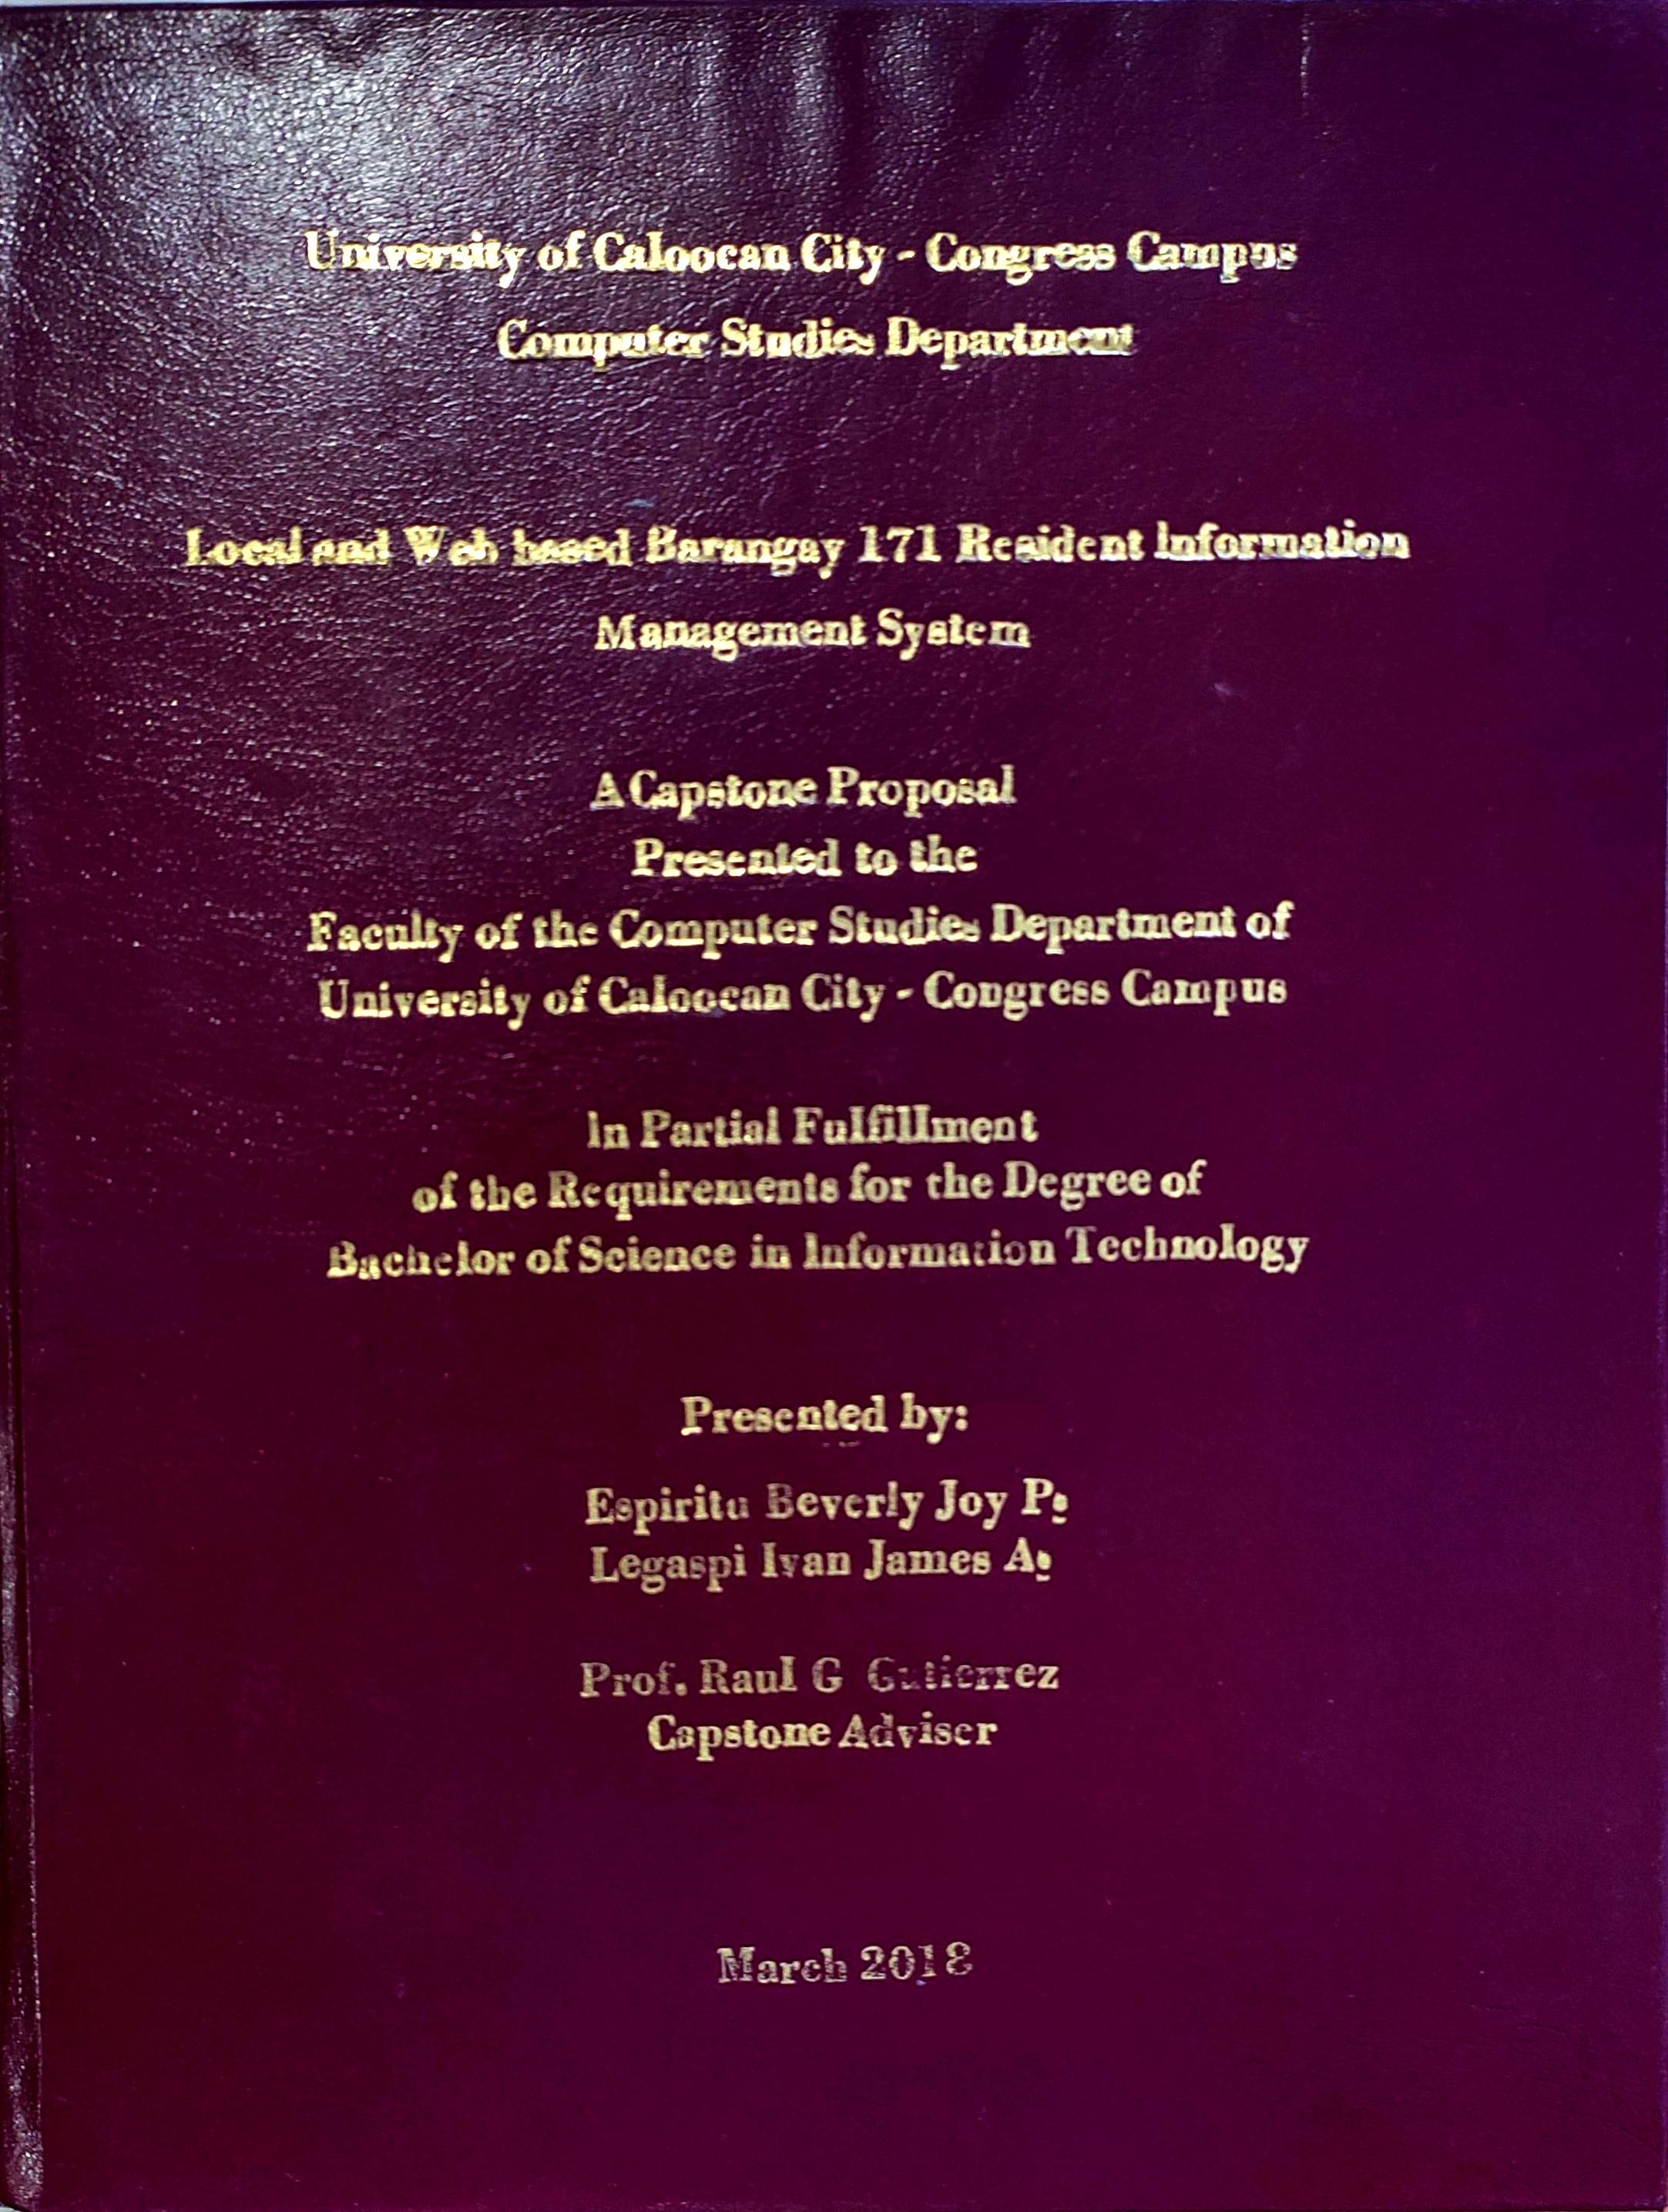 University of Caloocan City - Congress Campus
Computer Studies Department
Local and Web based Barangay 171 Resident Information
Management System
A Capstone Proposal
Presented to the
Faculty of the Computer Studies Department of
University of Caloocan City - Congress Campus
In Partial Fulfillment
of the Requirements for the Degree of
Bachelor of Science in Information Technology
Presented by:
Espiritu Beverly Joy P.
Legaspi Ivan James A.
Prof. Raul G Gutierrez
Capstone Adviser
March 2018